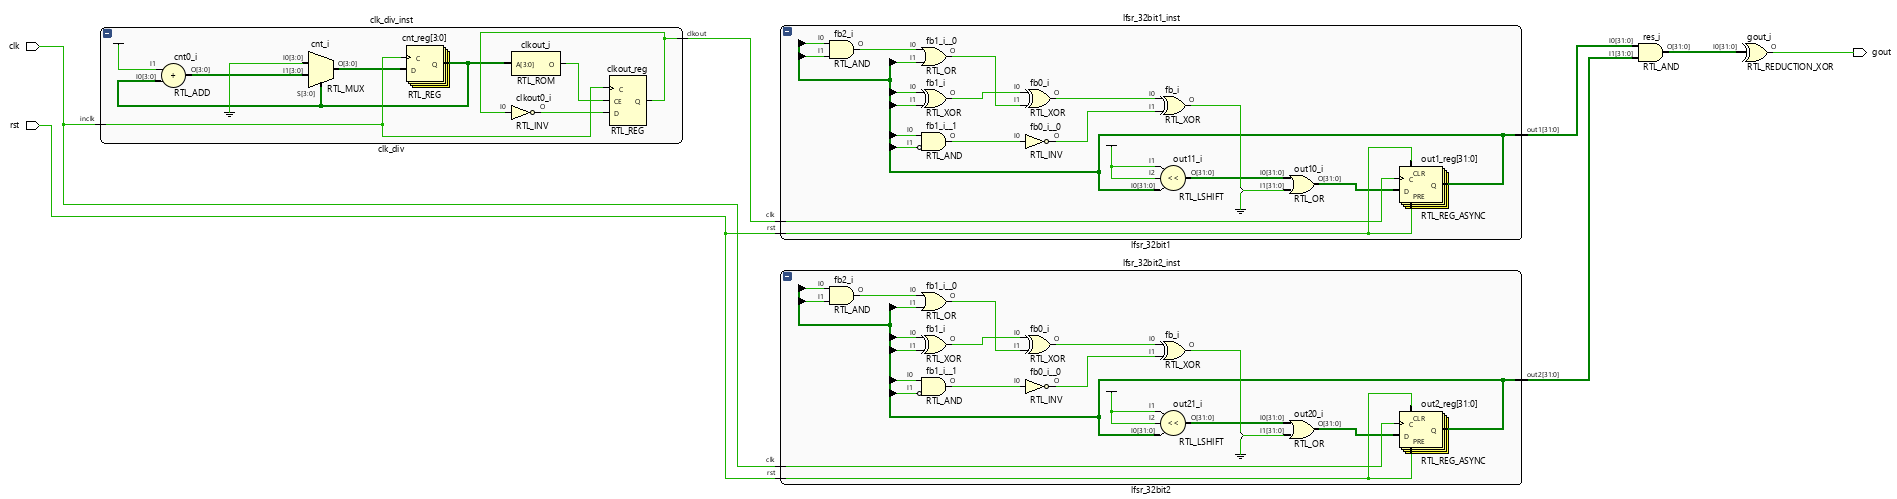 clk
rst
clk_div_inst
I1
I0[3:0]
cnt0_i
+
O[3:0]
RTL_ADD
I0[3:0]
I1[3:0]
S[3:0]
cnt_i
O[3:0]
RTL_MUX
cnt_reg[3:0]
C
D
Q
RTL_REG
clkout_i
A[3:0]
O
RTL_ROM
clkout0_i
I0
O
RTL_INV
clkout_reg
C
CE
D
Q
RTL_REG
inclk
clkout
clk_div
lfsr_32bit1_inst
fb2_i
I0
I1
O
RTL_AND
fb1_i__0
I0
I1
O
RTL_OR
fb1_i
I0
I1
O
RTL_XOR
fb0_i
I0
I1
O
RTL_XOR
fb_i
I0
I1
O
RTL_XOR
fb1_i__1
I0
I1
O
RTL_AND
fb0_i__0
I0
O
RTL_INV
out11_i
I1
I2
I0[31:0]
<<
O[31:0]
RTL_LSHIFT
out10_i
I0[31:0]
I1[31:0]
O[31:0]
RTL_OR
out1_reg[31:0]
CLR
C
D
PRE
Q
RTL_REG_ASYNC
out1[31:0]
clk
rst
lfsr_32bit1
lfsr_32bit2_inst
fb2_i
I0
I1
O
RTL_AND
fb1_i__0
I0
I1
O
RTL_OR
fb1_i
I0
I1
O
RTL_XOR
fb0_i
I0
I1
O
RTL_XOR
fb_i
I0
I1
O
RTL_XOR
fb1_i__1
I0
I1
O
RTL_AND
fb0_i__0
I0
O
RTL_INV
out21_i
I1
I2
I0[31:0]
<<
O[31:0]
RTL_LSHIFT
out20_i
I0[31:0]
I1[31:0]
O[31:0]
RTL_OR
out2_reg[31:0]
CLR
C
D
PRE
Q
RTL_REG_ASYNC
out2[31:0]
clk
rst
lfsr_32bit2
res_i
I0[31:0]
I1[31:0]
O[31:0]
RTL_AND
gout_i
I0[31:0]
O
RTL_REDUCTION_XOR
gout